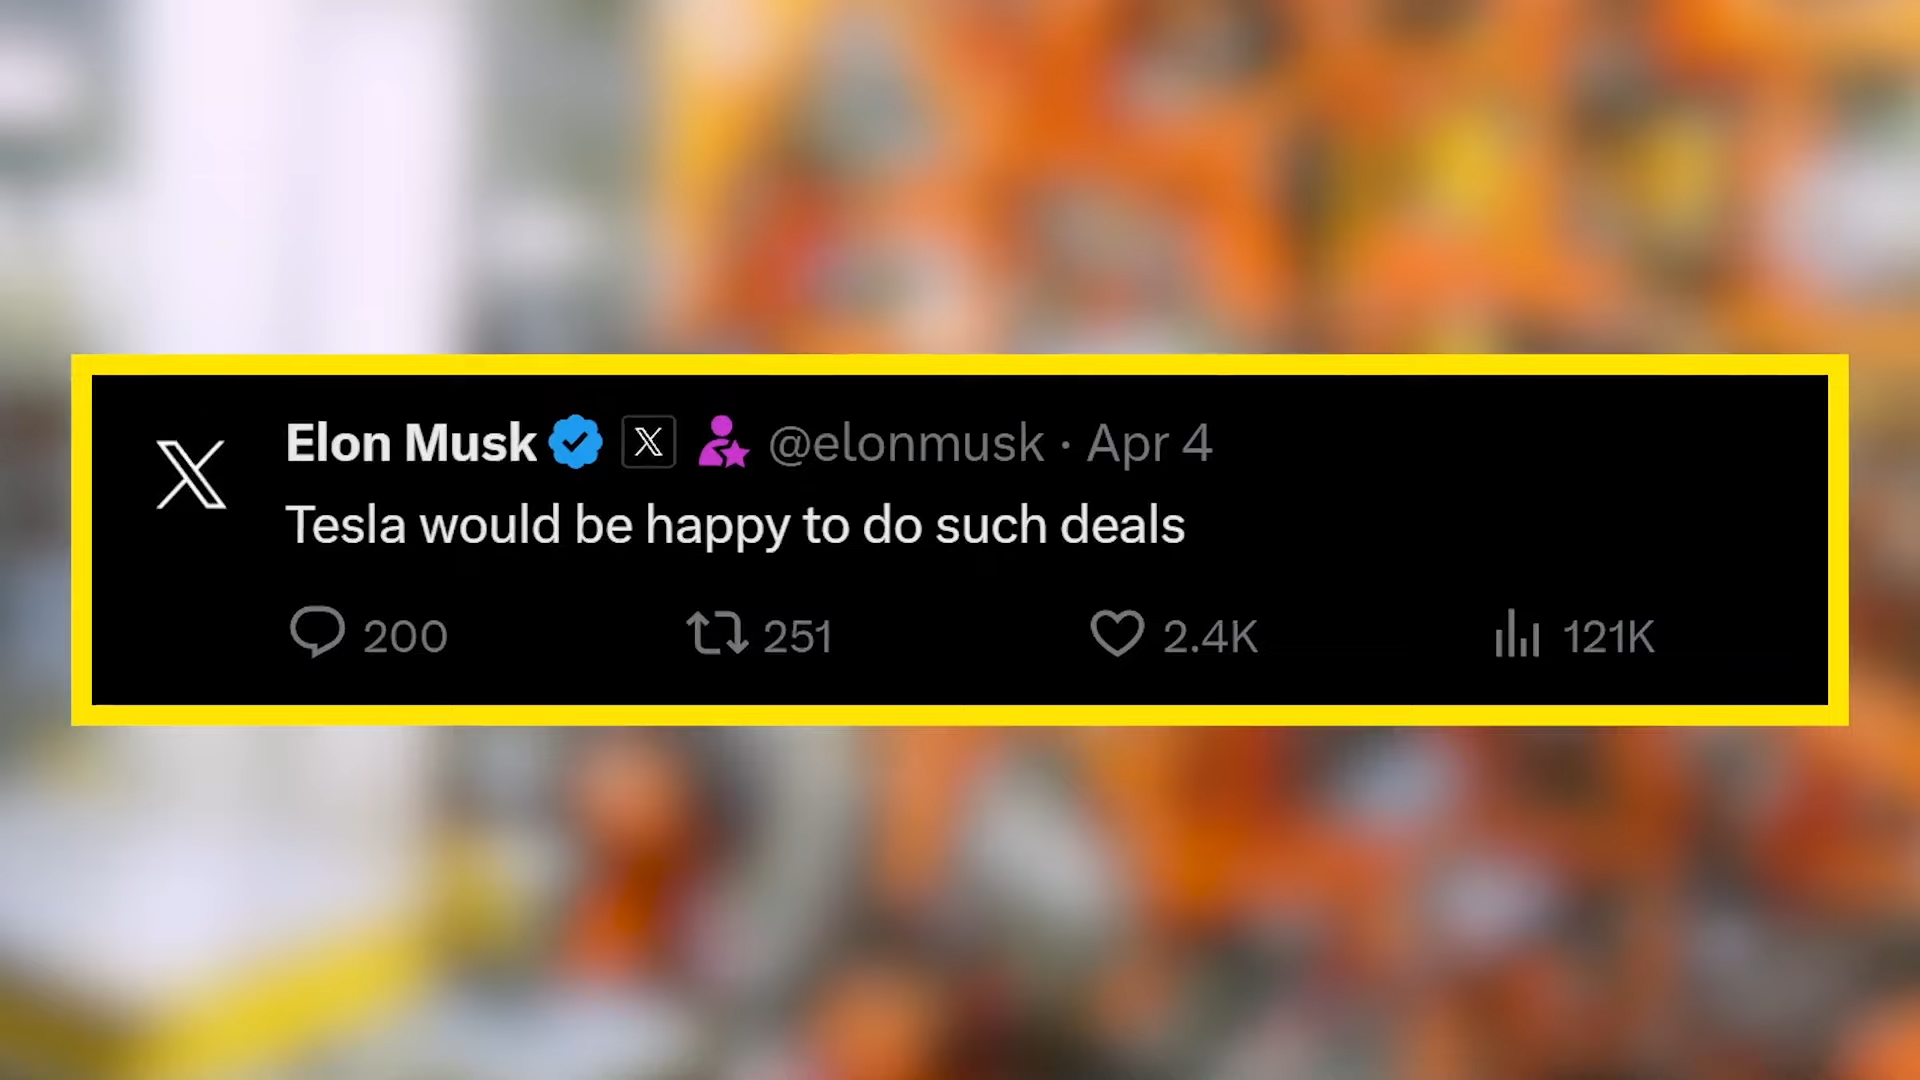 Elon Musk @elonmusk · Apr 4
Tesla would be happy to do such deals
200 251 2.4K 121K